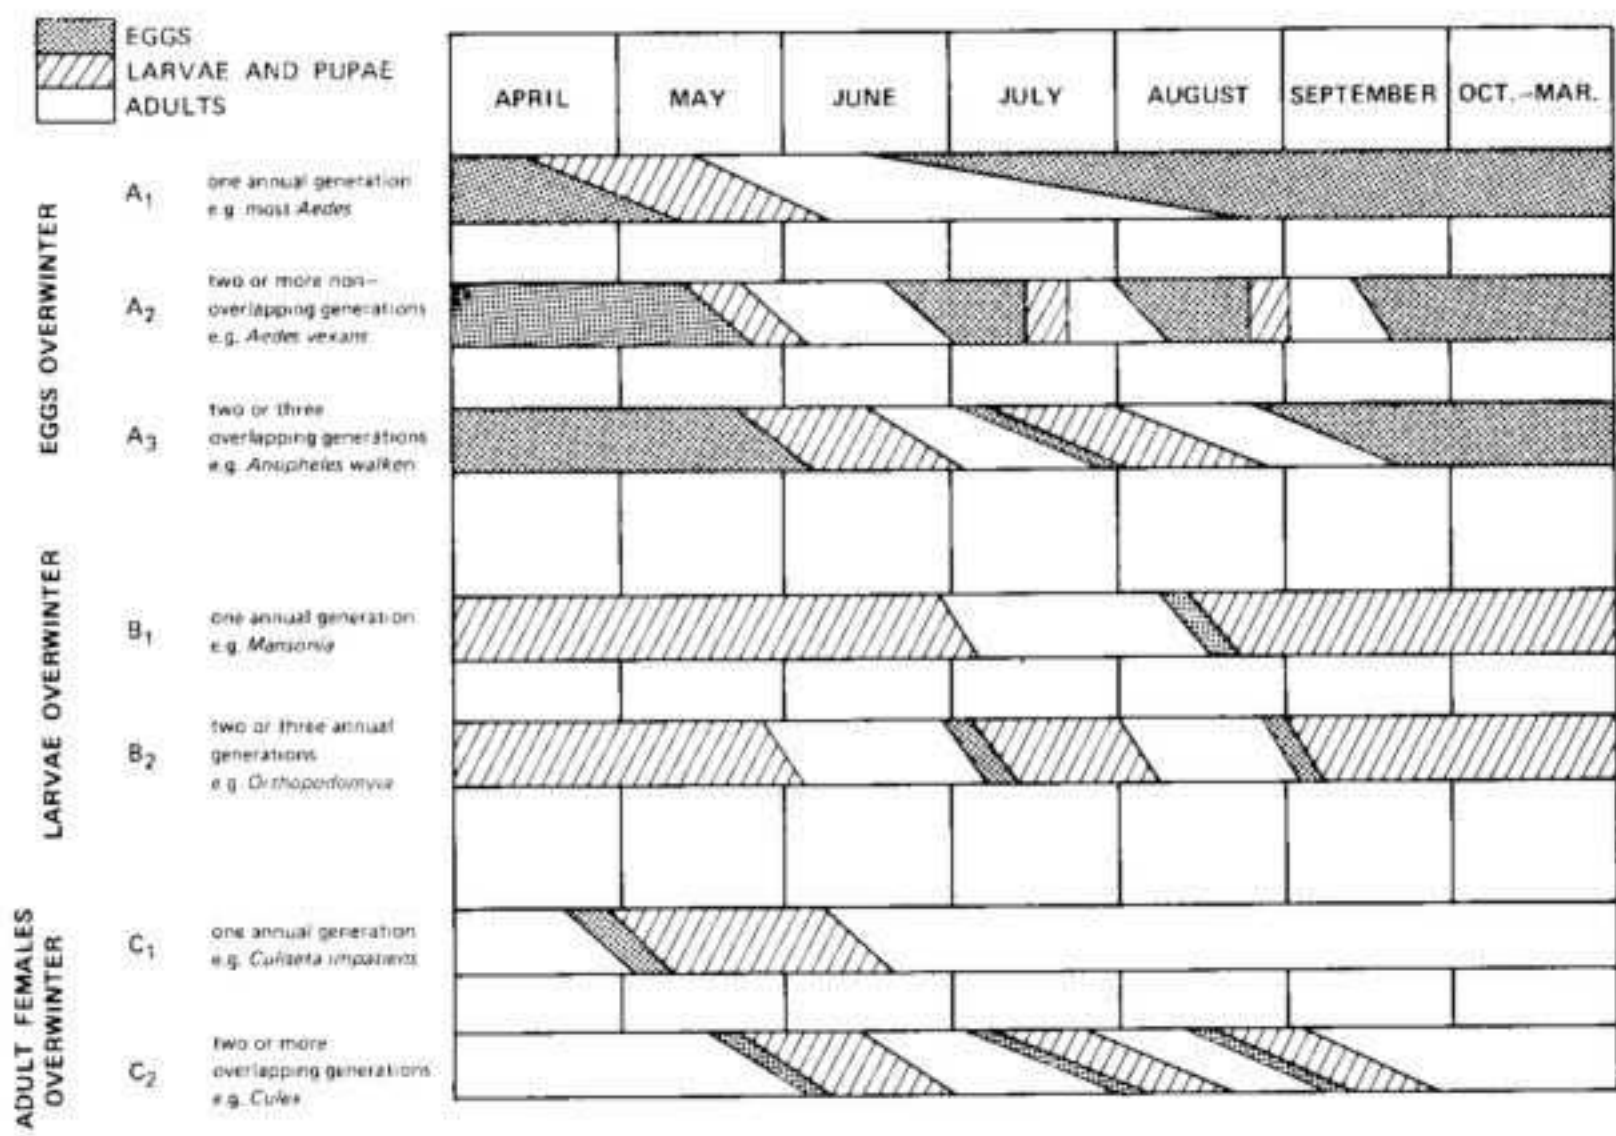 EGGS
LARVAE AND PUPAE
ADULTS
APRIL MAY JUNE JULY AUGUST SEPTEMBER OCT.-MAR.
EGGS OVERWINTER
A1
one annual generation
e.g. most Aedes
A2
two or more non-
overlapping generations
e.g. Aedes vexans
A3
two or three
overlapping generations
e.g. Anopheles walkeri
LARVAE OVERWINTER
B1
one annual generation
e.g. Mansonia
B2
two or three annual
generations
e.g. Orthopodomyia
ADULT FEMALES
OVERWINTER
C1
one annual generation
e.g. Culiseta impatiens
C2
two or more
overlapping generations
e.g. Culex